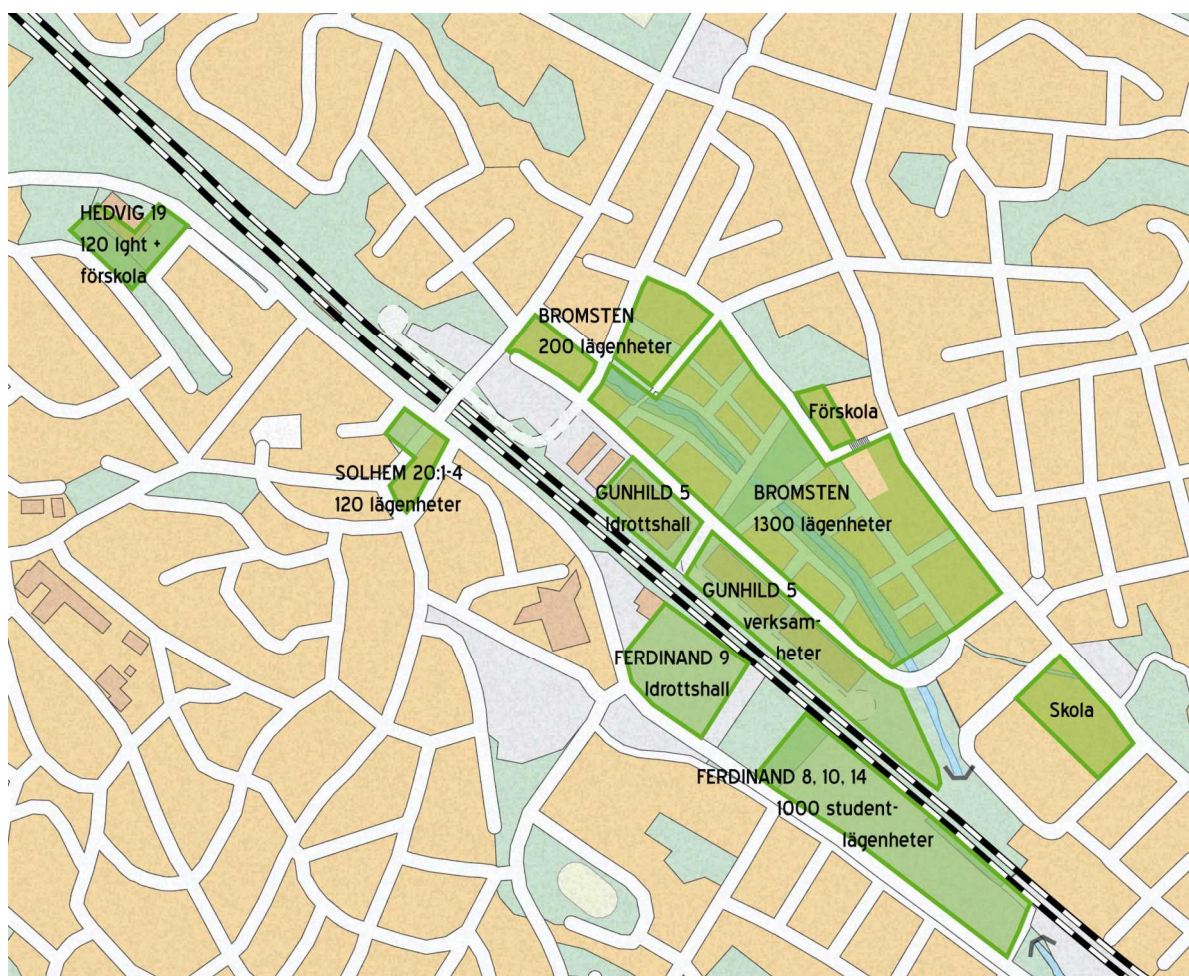 HEDVIG 19
120 lght +
förskola
BROMSTEN
200 lägenheter
Förskola
SOLHEM 20:1-4
120 lägenheter
GUNHILD 5
Idrottshall
BROMSTEN
1300 lägenheter
GUNHILD 5
verksam-
heter
FERDINAND 9
Idrottshall
Skola
FERDINAND 8, 10, 14
1000 student-
lägenheter